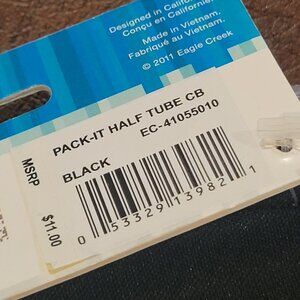 Designed in Califor
Conçu en Californie
Made in Vietnam.
Fabriqué au Vietnam.
© 2011 Eagle Creek
PACK-IT HALF TUBE CB
EC-41055010
BLACK
MSRP
$11.00
0 53329 13982 1